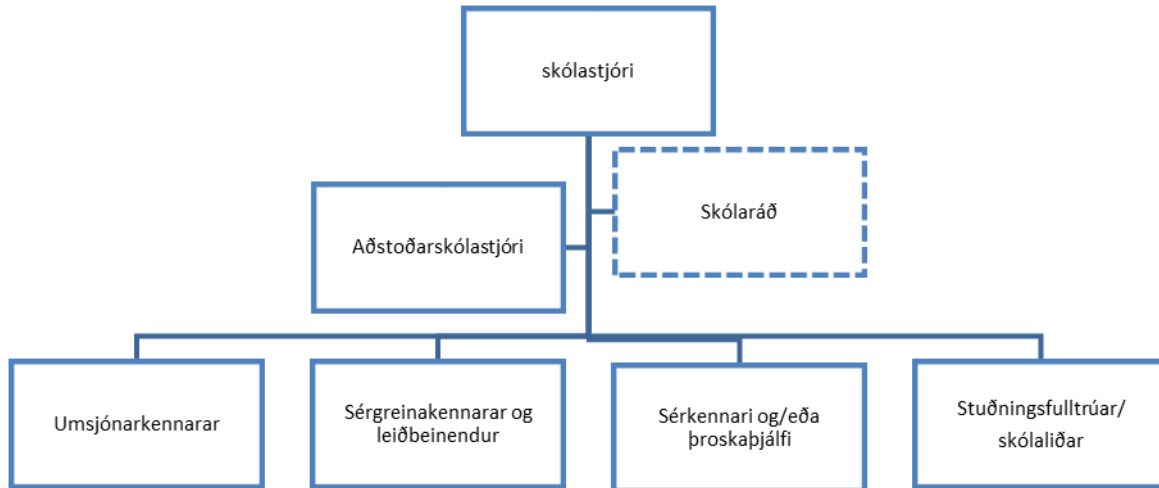 skólastjóri
Skólaráð
Aðstoðarskólastjóri
Umsjónarkennarar
Sérgreinakennarar og
leiðbeinendur
Sérkennari og/eða
þroskaþjálfi
Stuðningsfulltrúar/
skólaliðar